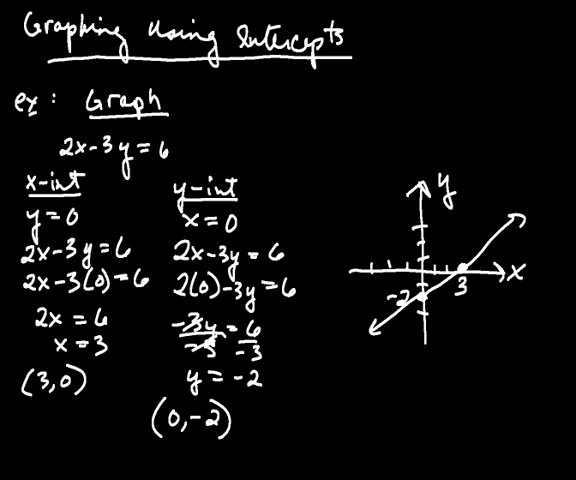 Graphing using Intercepts
ex: Graph
2x-3y=6
x-int
y=0
2x-3y=6
2x-3(0)=6
2x=6
x=3
(3,0)
y-int
x=0
2x-3y=6
2(0)-3y=6
-3y=6
-3 -3
y=-2
(0,-2)
y
x
3
-2